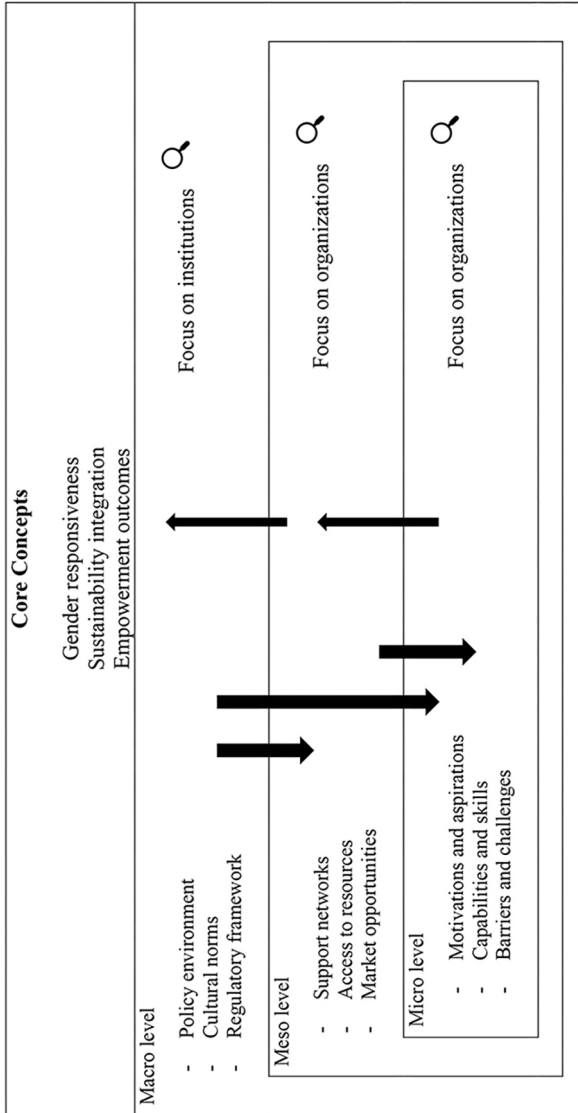 Core Concepts
Gender responsiveness
Sustainability integration
Empowerment outcomes
Macro level
- Policy environment
- Cultural norms
- Regulatory framework
Focus on institutions
Meso level
- Support networks
- Access to resources
- Market opportunities
Focus on organizations
Micro level
- Motivations and aspirations
- Capabilities and skills
- Barriers and challenges
Focus on organizations